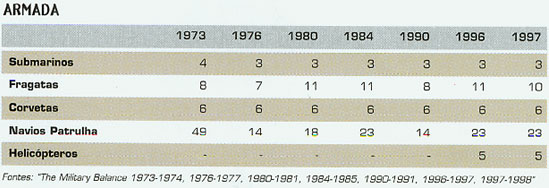 ARMADA
1973 1976 1980 1984 1990 1996 1997
Submarinos 4 3 3 3 3 3 3
Fragatas 8 7 11 11 8 11 10
Corvetas 6 6 6 6 6 6 6
Navios Patrulha 49 14 18 23 14 23 23
Helicópteros - - - - - 5 5
Fontes: "The Military Balance 1973-1974, 1976-1977, 1980-1981, 1984-1985, 1990-1991, 1996-1997, 1997-1998"